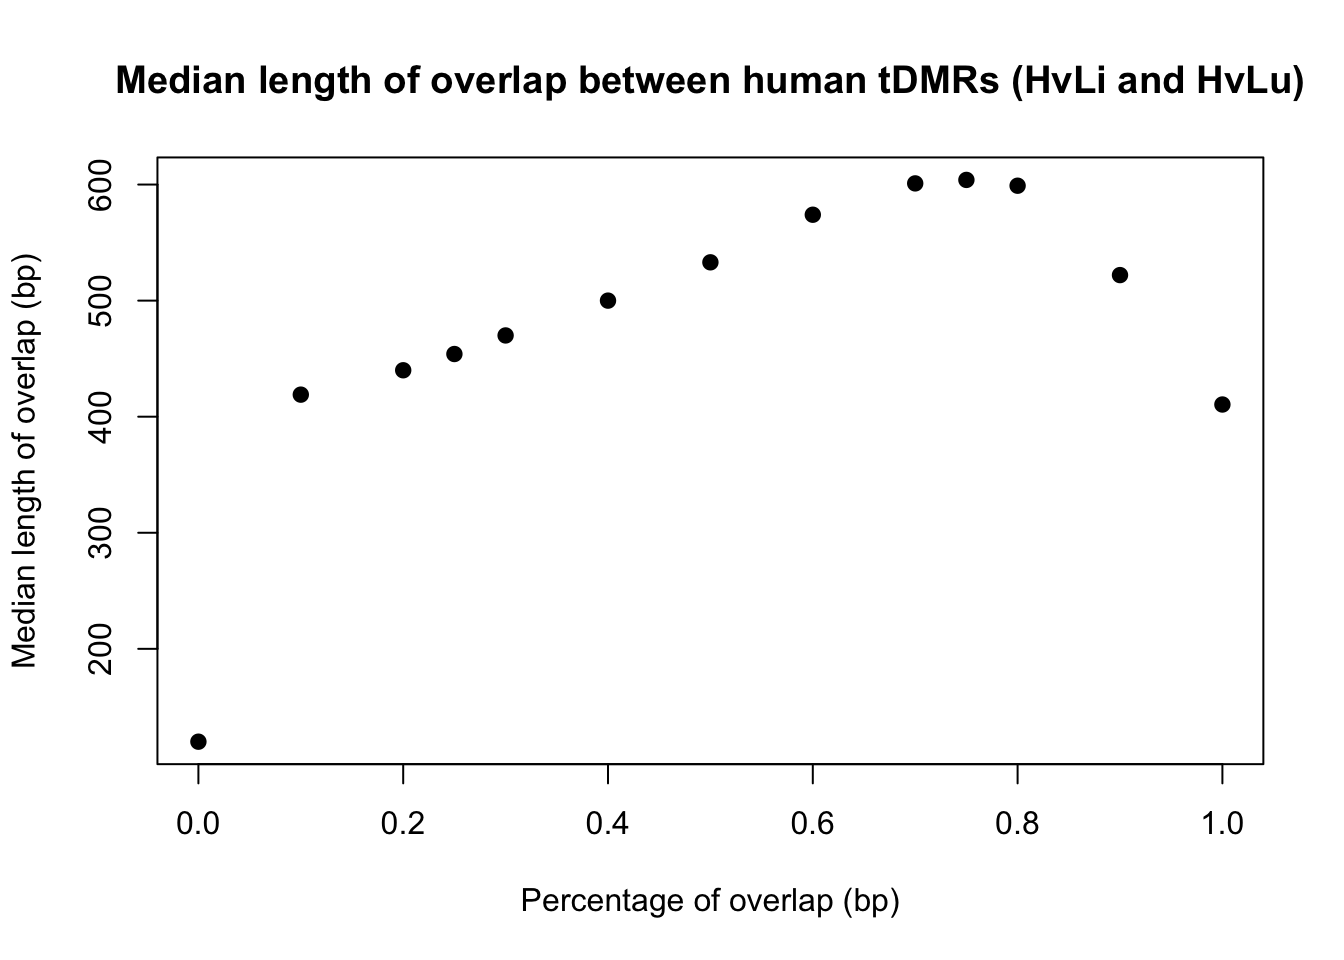 Median length of overlap between human tDMRs (HvLi and HvLu)
Median length of overlap (bp)
600
500
400
300
200
0.0 0.2 0.4 0.6 0.8 1.0
Percentage of overlap (bp)